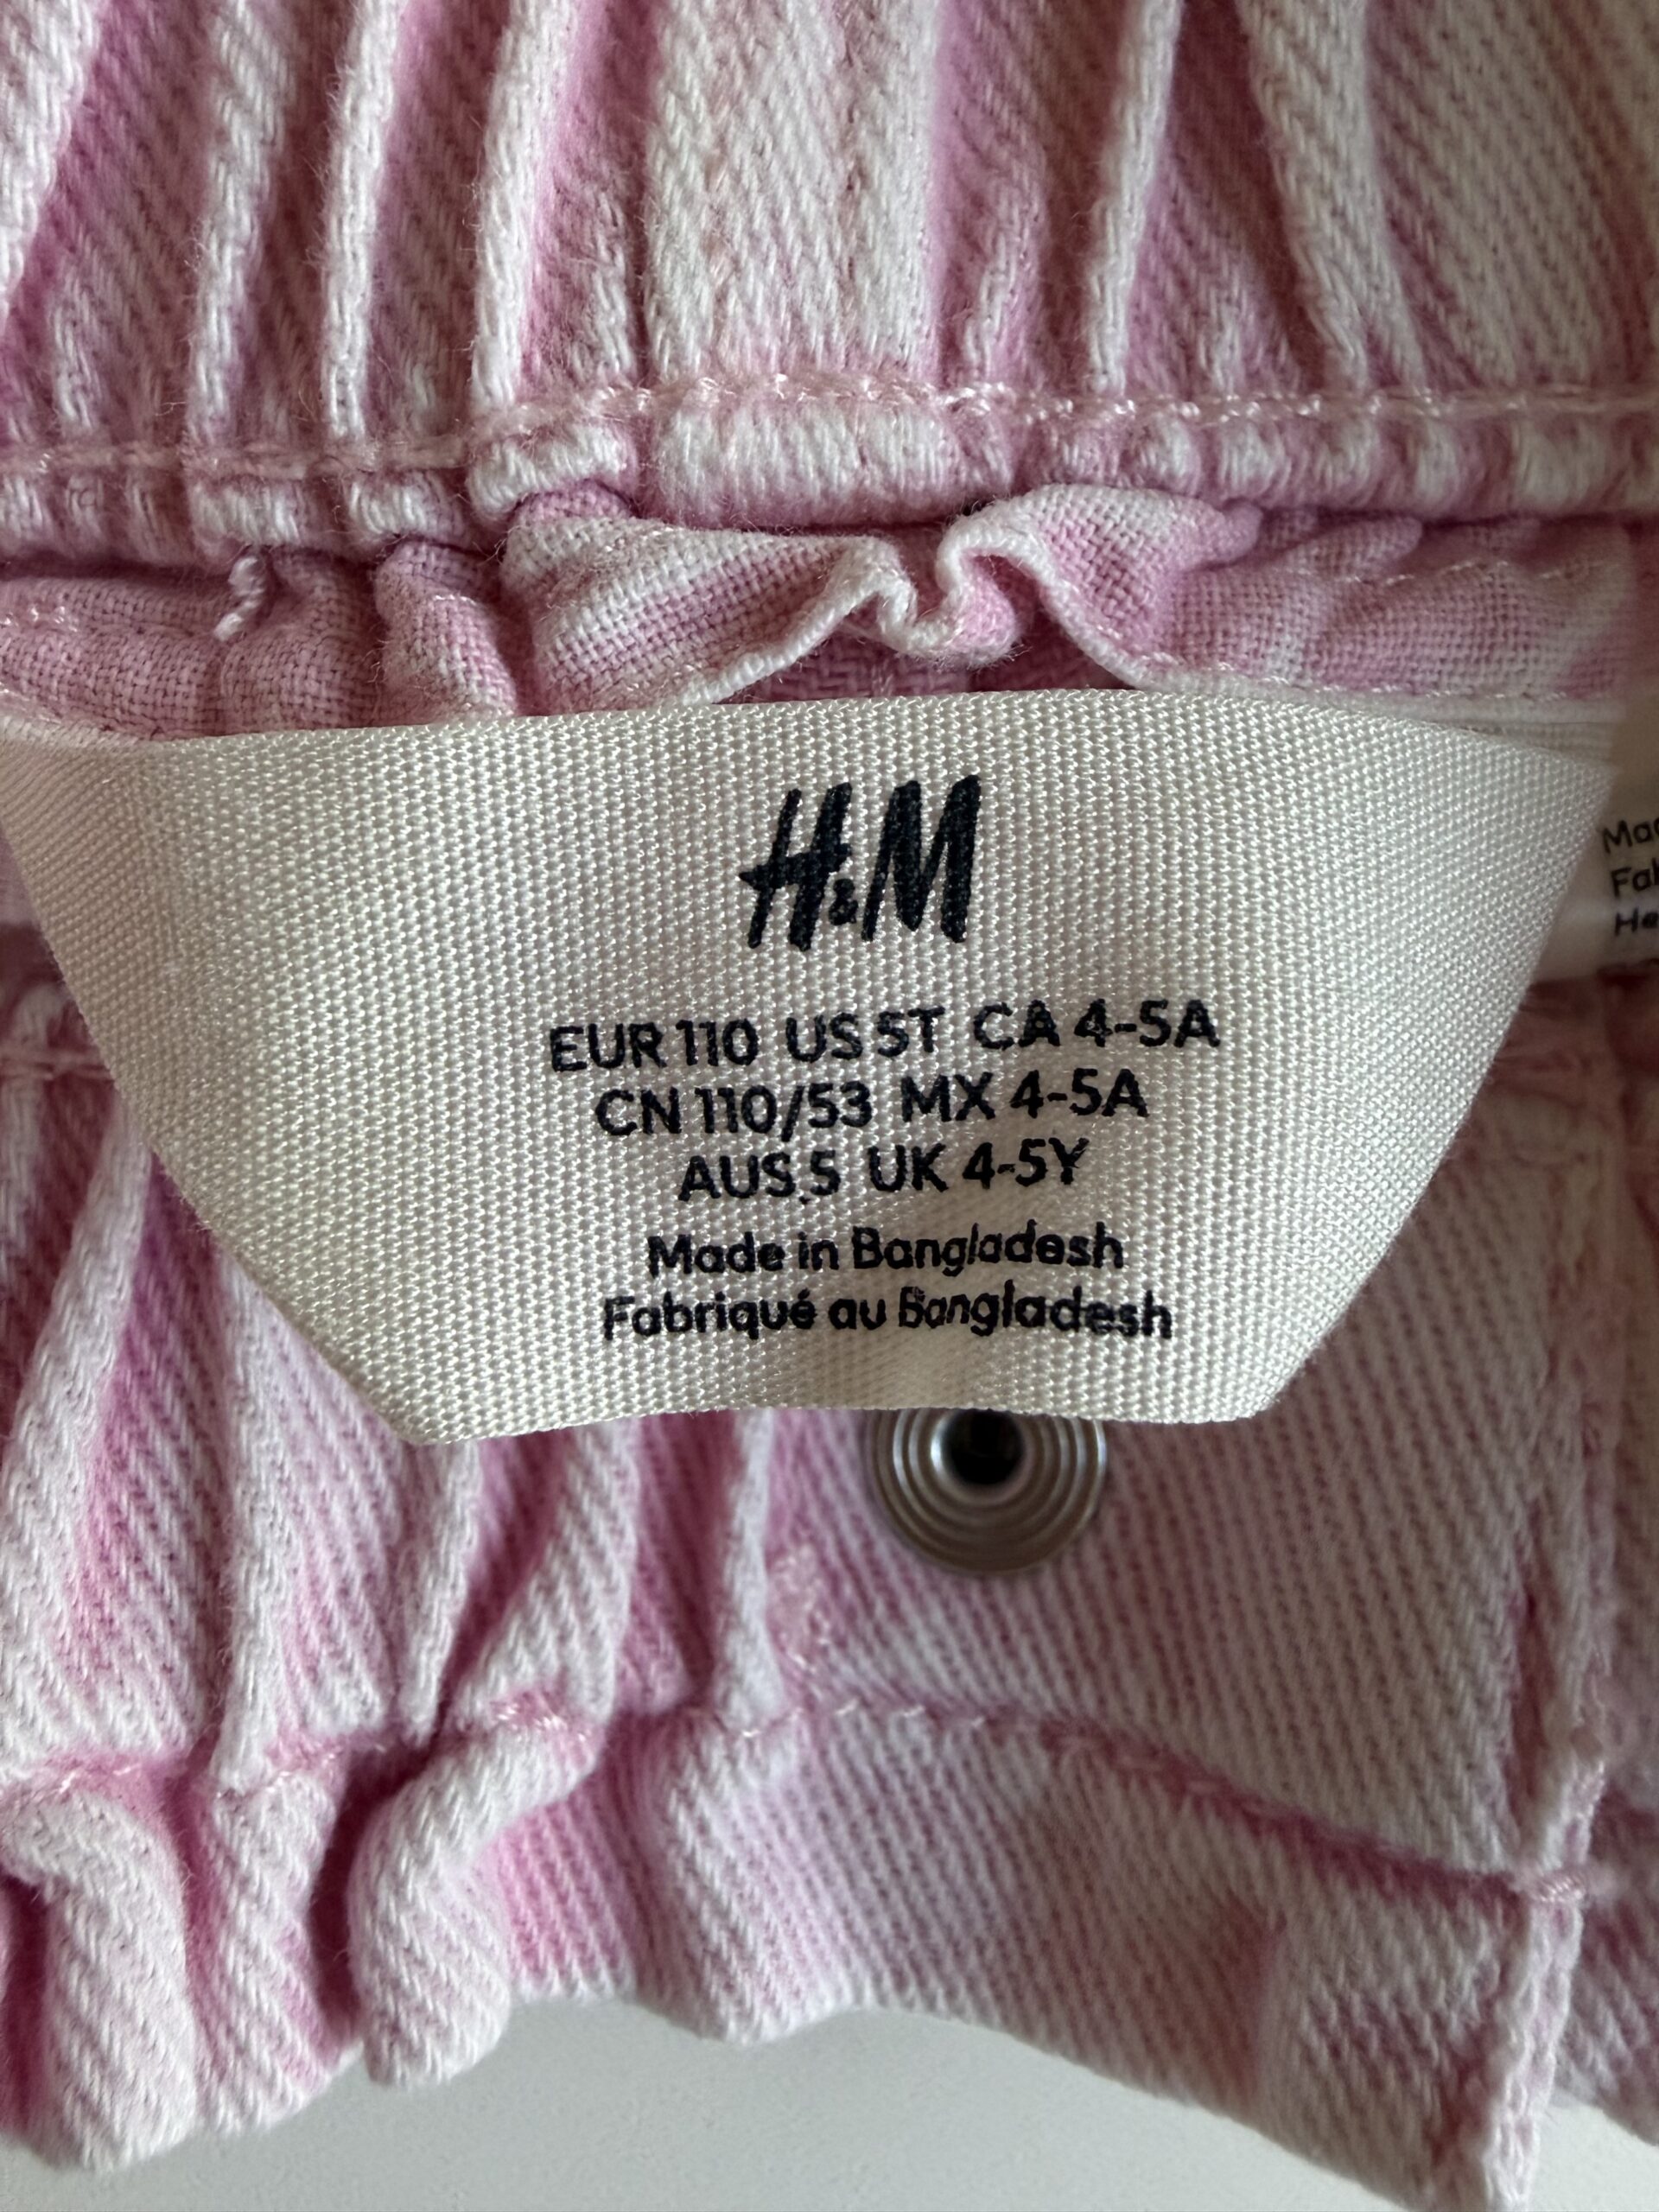 H&M
EUR 110 US 5T CA 4-5A
CN 110/53 MX 4-5A
AUS 5 UK 4-5Y
Made in Bangladesh
Fabriqué au Bangladesh